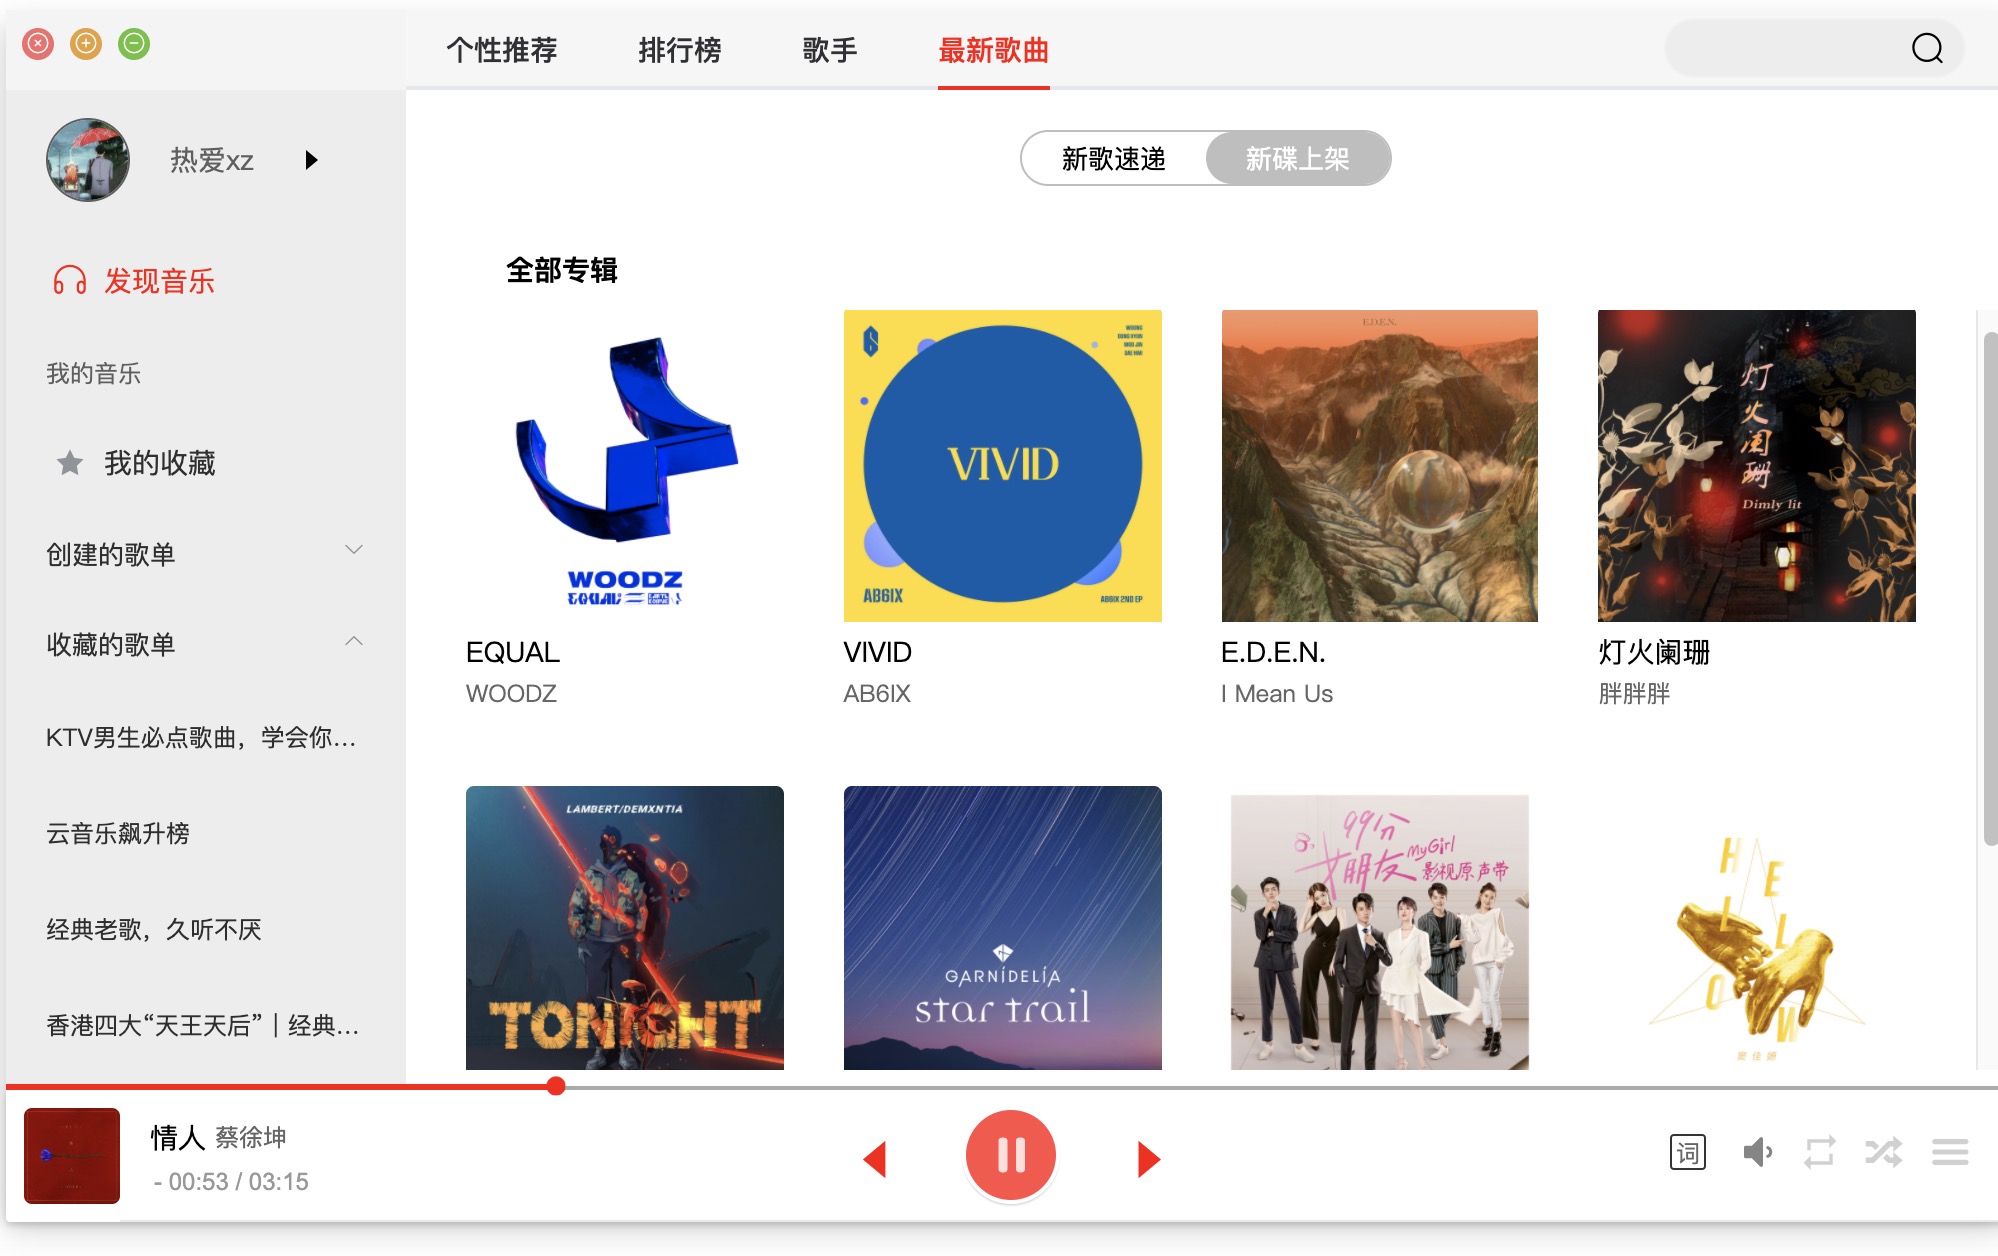 个性推荐
排行榜
歌手
最新歌曲
热爱xz
发现音乐
我的音乐
我的收藏
创建的歌单
收藏的歌单
KTV男生必点歌曲，学会你...
云音乐飙升榜
经典老歌，久听不厌
香港四大“天王天后”｜经典...
新歌速递
新碟上架
全部专辑
WOODZ
EQUAL
WOODZ
VIVID
AB6IX
AB6IX 2ND EP
VIVID
AB6IX
E.D.E.N.
E.D.E.N.
I Mean Us
灯火阑珊
Dimly lit
灯火阑珊
胖胖胖
LAMBERT/DEMXNTIA
TONIGHT
GARNiDELiA
star trail
99分
女朋友
MyGirl
影视原声带
HELLO
情人 蔡徐坤
- 00:53 / 03:15
词